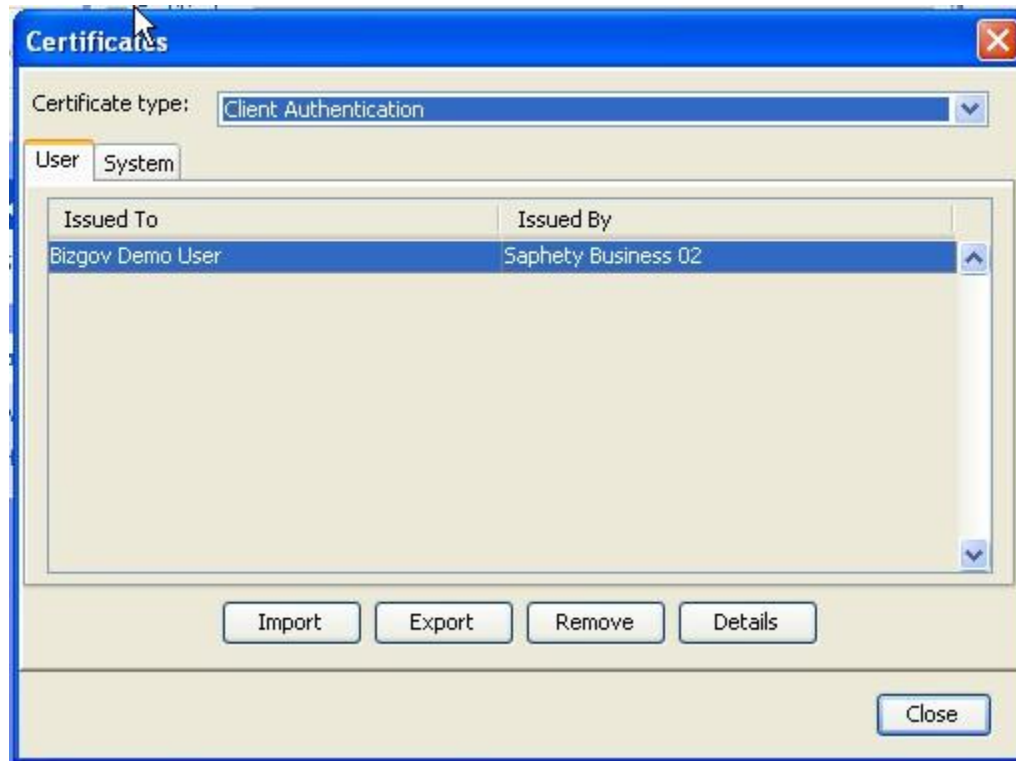 Certificates
Certificate type: Client Authentication
User System
Issued To Issued By
Bizgov Demo User Saphety Business 02
Import Export Remove Details
Close